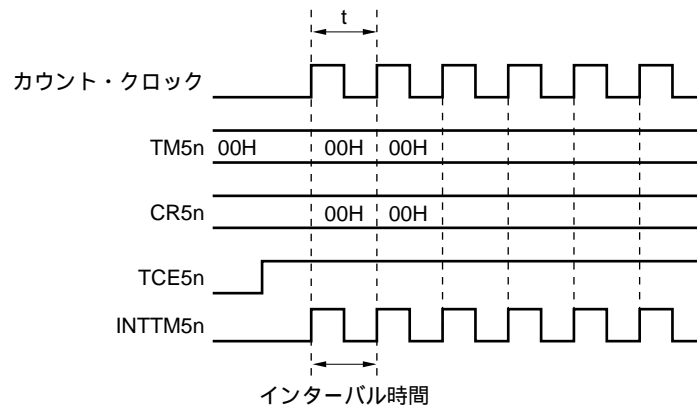 t
カウント・クロック
TM5n 00H 00H 00H
CR5n 00H 00H
TCE5n
INTTM5n
インターバル時間